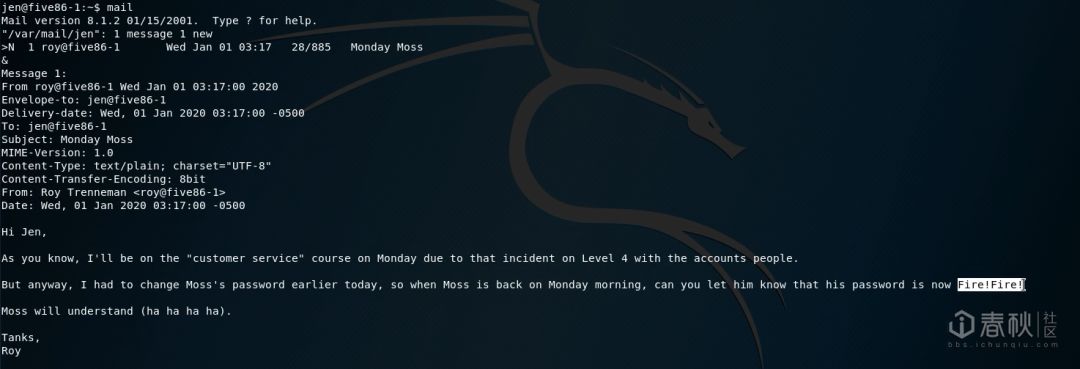 jen@five86-1:~$ mail
Mail version 8.1.2 01/15/2001.  Type ? for help.
"/var/mail/jen": 1 message 1 new
>N  1 roy@five86-1       Wed Jan 01 03:17   28/885   Monday Moss
&
Message 1:
From roy@five86-1 Wed Jan 01 03:17:00 2020
Envelope-to: jen@five86-1
Delivery-date: Wed, 01 Jan 2020 03:17:00 -0500
To: jen@five86-1
Subject: Monday Moss
MIME-Version: 1.0
Content-Type: text/plain; charset="UTF-8"
Content-Transfer-Encoding: 8bit
From: Roy Trenneman <roy@five86-1>
Date: Wed, 01 Jan 2020 03:17:00 -0500
Hi Jen,
As you know, I'll be on the "customer service" course on Monday due to that incident on Level 4 with the accounts people.
But anyway, I had to change Moss's password earlier today, so when Moss is back on Monday morning, can you let him know that his password is now Fire!Fire!
Moss will understand (ha ha ha ha).
Tanks,
Roy
春秋 社区
bbs.ichunqiu.com